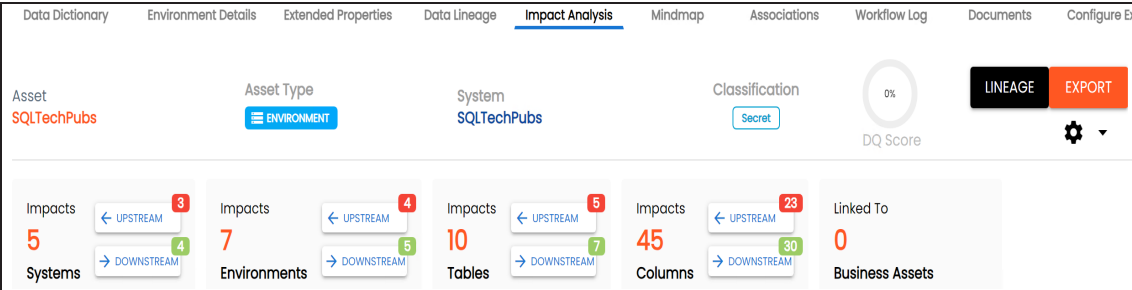 Data Dictionary Environment Details Extended Properties Data Lineage Impact Analysis Mindmap Associations Workflow Log Documents Configure
Asset
SQLTechPubs
Asset Type
ENVIRONMENT
System
SQLTechPubs
Classification
Secret
0%
DQ Score
LINEAGE EXPORT
Impacts
5
Systems
UPSTREAM 3
DOWNSTREAM 4
Impacts
7
Environments
UPSTREAM 4
DOWNSTREAM 5
Impacts
10
Tables
UPSTREAM 5
DOWNSTREAM 7
Impacts
45
Columns
UPSTREAM 23
DOWNSTREAM 30
Linked To
0
Business Assets